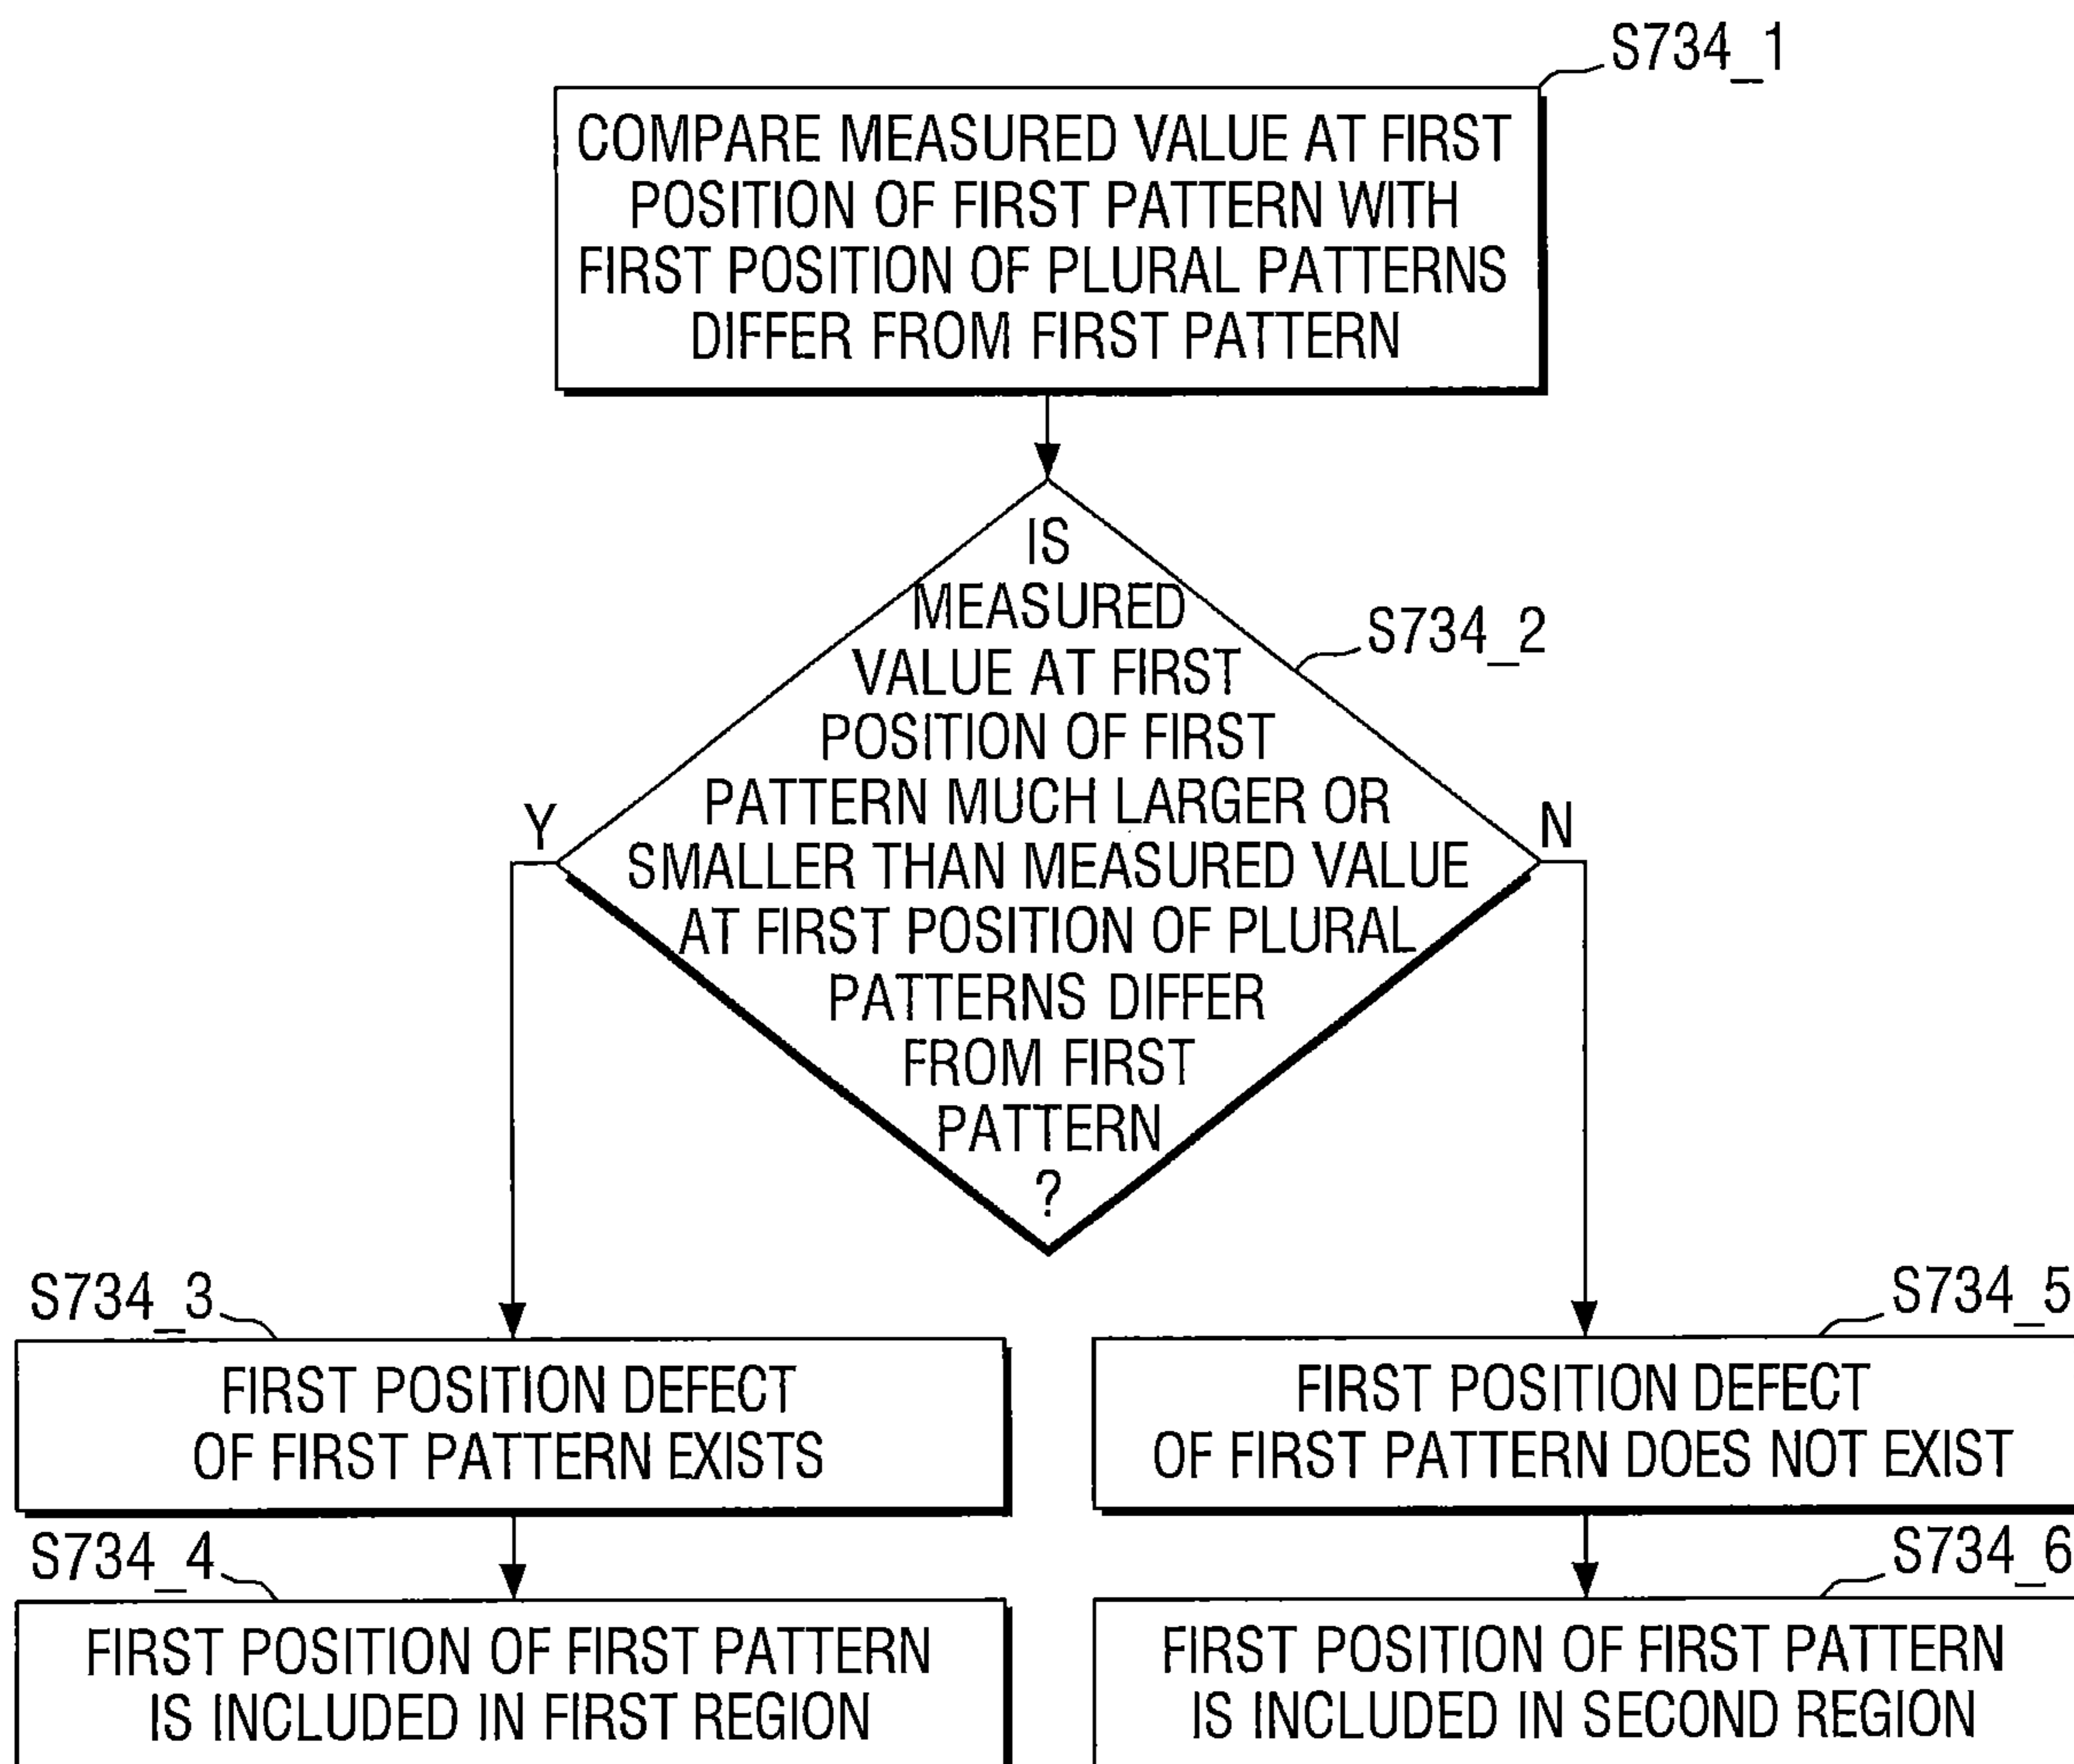 S734_1
COMPARE MEASURED VALUE AT FIRST
POSITION OF FIRST PATTERN WITH
FIRST POSITION OF PLURAL PATTERNS
DIFFER FROM FIRST PATTERN
IS
MEASURED
VALUE AT FIRST
POSITION OF FIRST
PATTERN MUCH LARGER OR
SMALLER THAN MEASURED VALUE
AT FIRST POSITION OF PLURAL
PATTERNS DIFFER
FROM FIRST
PATTERN
?
S734_2
Y
N
S734_3
FIRST POSITION DEFECT
OF FIRST PATTERN EXISTS
S734_5
FIRST POSITION DEFECT
OF FIRST PATTERN DOES NOT EXIST
S734_4
FIRST POSITION OF FIRST PATTERN
IS INCLUDED IN FIRST REGION
S734_6
FIRST POSITION OF FIRST PATTERN
IS INCLUDED IN SECOND REGION